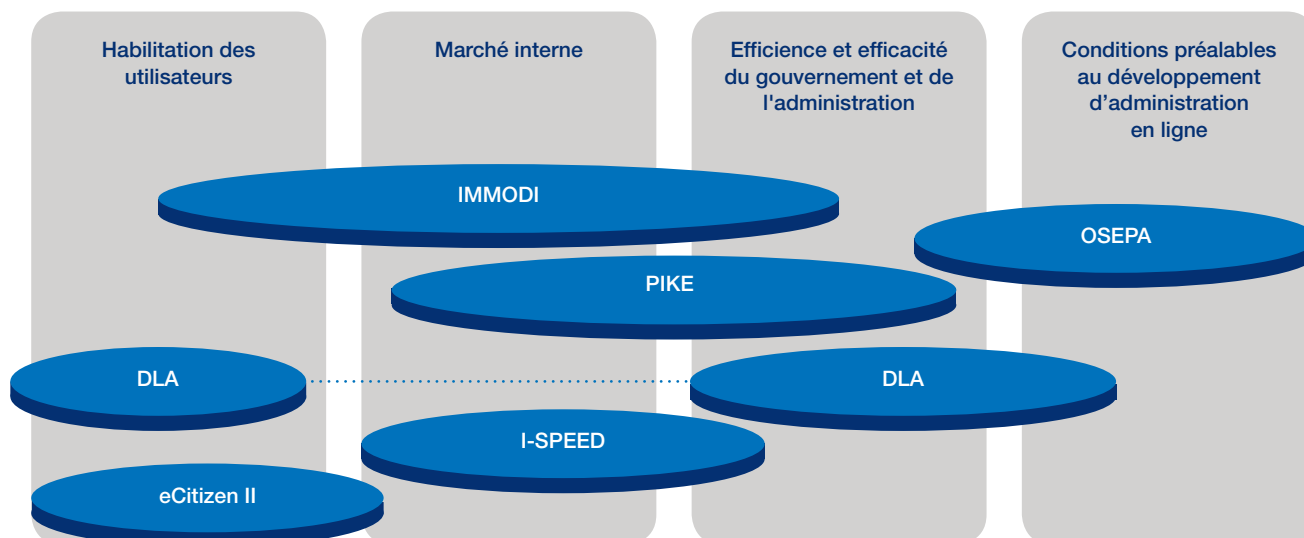 Habilitation des
utilisateurs
Marché interne
Efficience et efficacité
du gouvernement et de
l'administration
Conditions préalables
au développement
d’administration
en ligne
IMMODI
OSEPA
PIKE
DLA
DLA
I-SPEED
eCitizen II